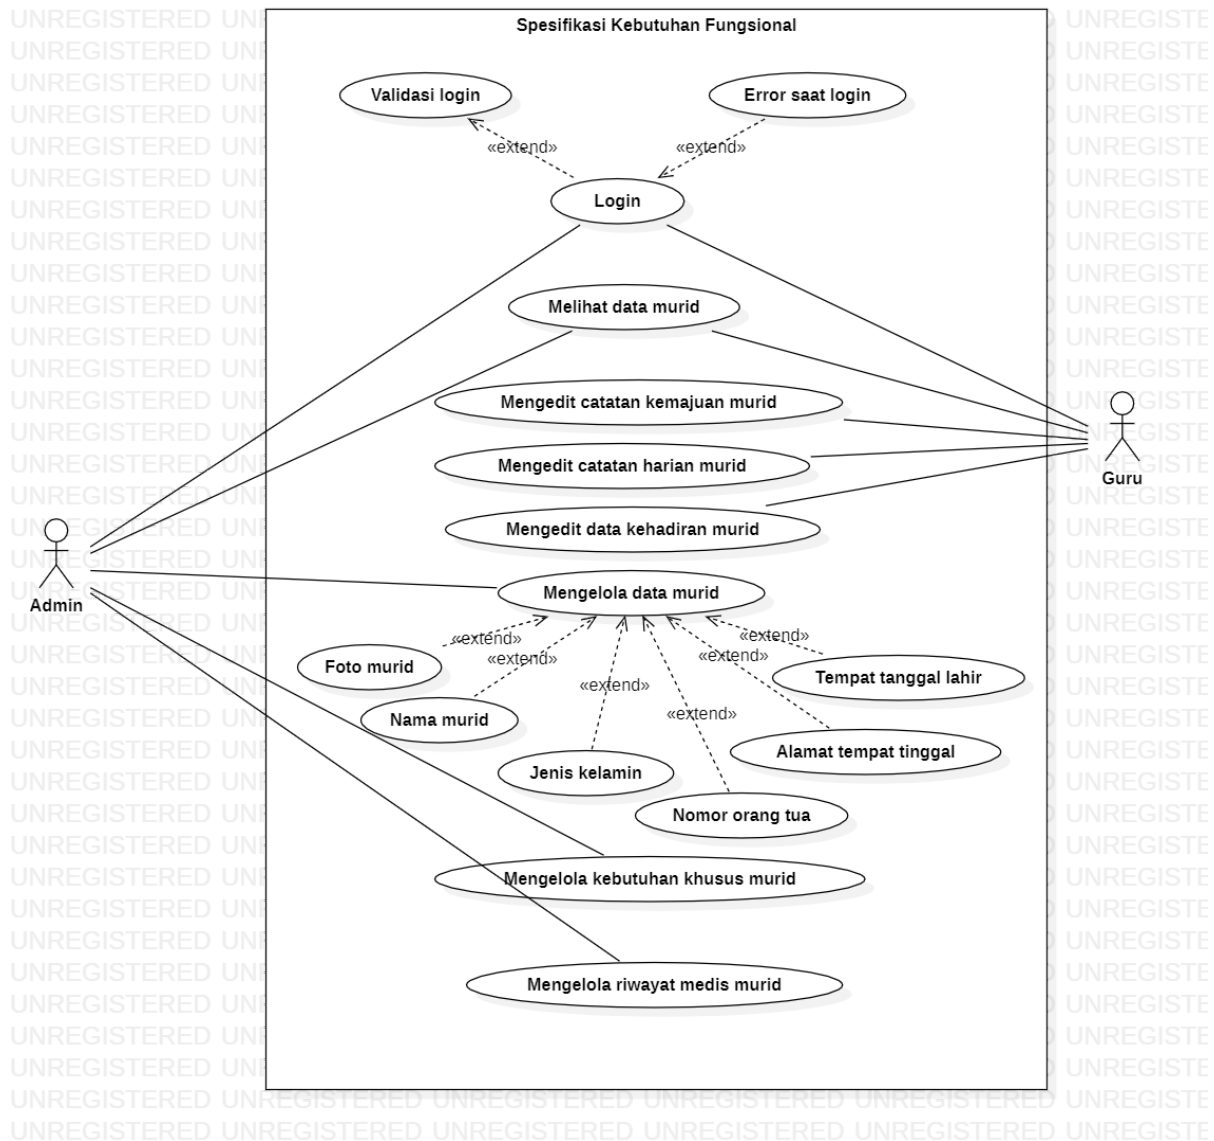 Spesifikasi Kebutuhan Fungsional
Validasi login
Error saat login
«extend»
«extend»
Login
Melihat data murid
Mengedit catatan kemajuan murid
Mengedit catatan harian murid
Guru
Mengedit data kehadiran murid
Admin
Mengelola data murid
«extend»
«extend»
«extend»
«extend»
«extend»
«extend»
Foto murid
Tempat tanggal lahir
Nama murid
Alamat tempat tinggal
Jenis kelamin
Nomor orang tua
Mengelola kebutuhan khusus murid
Mengelola riwayat medis murid
UNREGISTERED